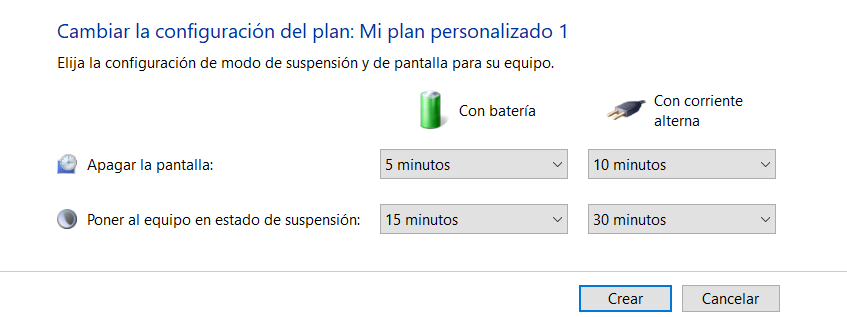 Cambiar la configuración del plan: Mi plan personalizado 1
Elija la configuración de modo de suspensión y de pantalla para su equipo.
Con batería
Con corriente
alterna
Apagar la pantalla: 5 minutos 10 minutos
Poner al equipo en estado de suspensión: 15 minutos 30 minutos
Crear Cancelar